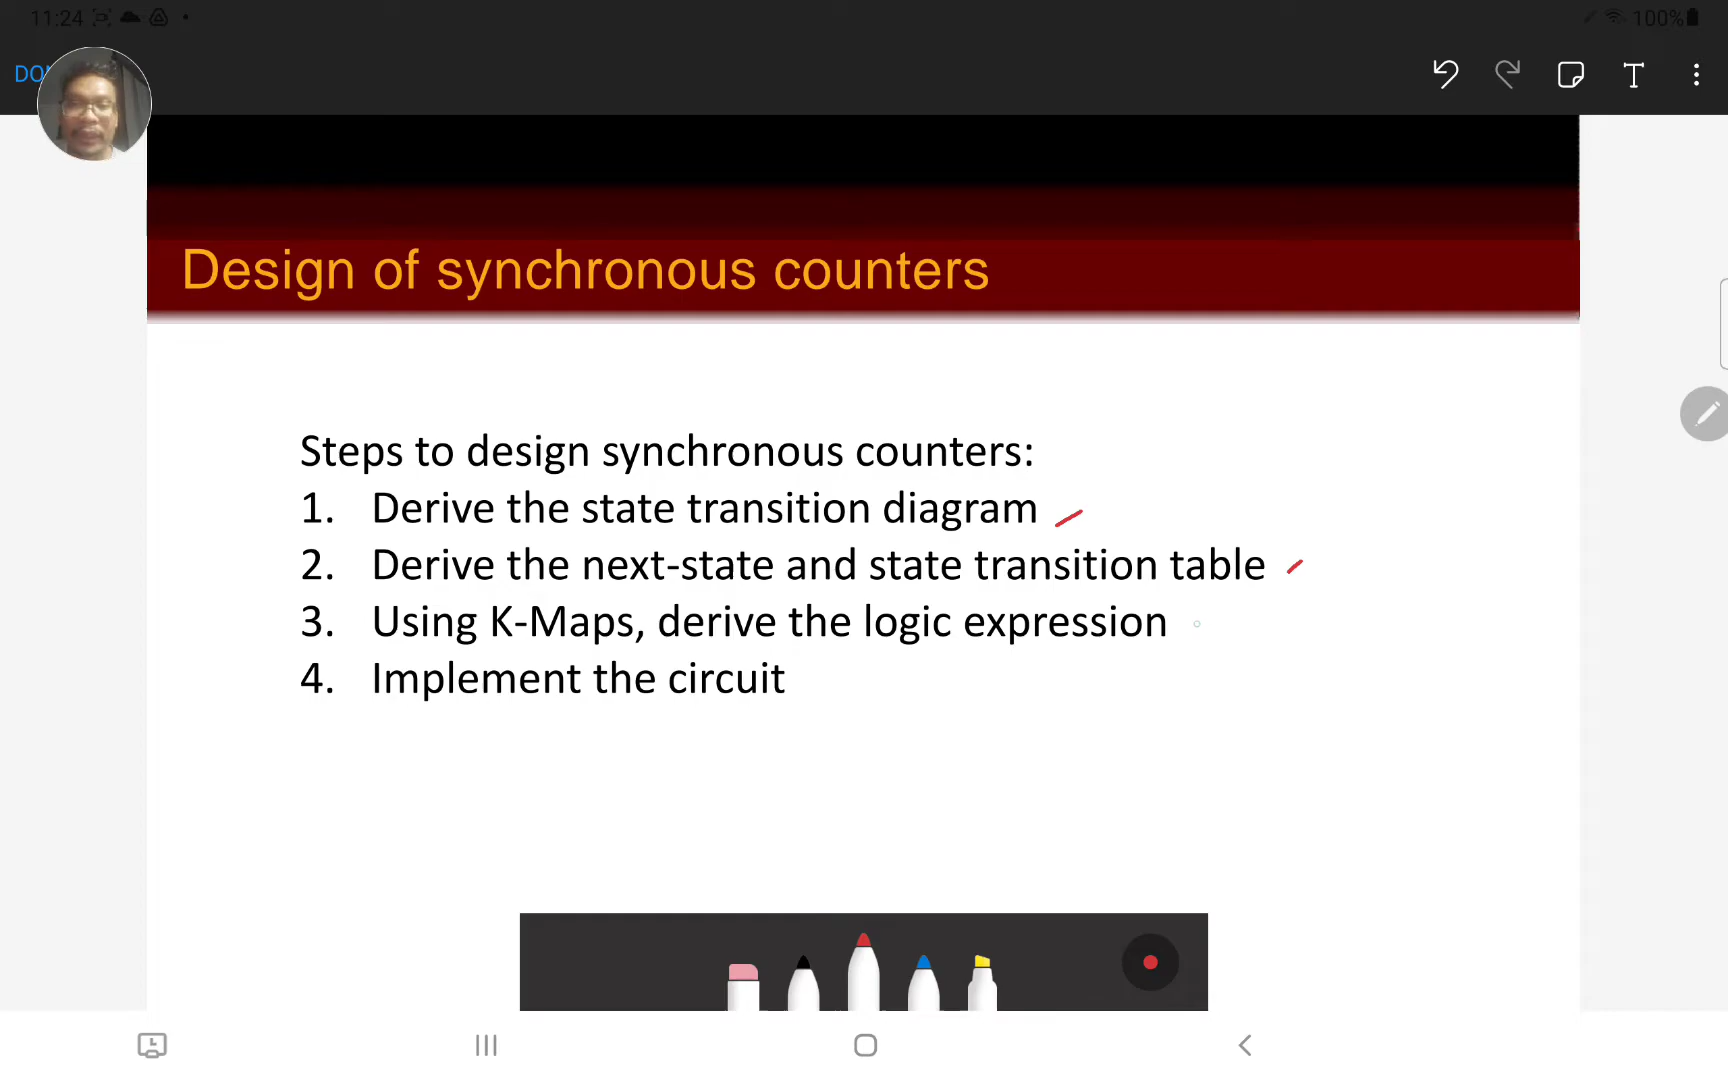 11:24
100%
DO
Design of synchronous counters
Steps to design synchronous counters:
1. Derive the state transition diagram
2. Derive the next-state and state transition table
3. Using K-Maps, derive the logic expression
4. Implement the circuit